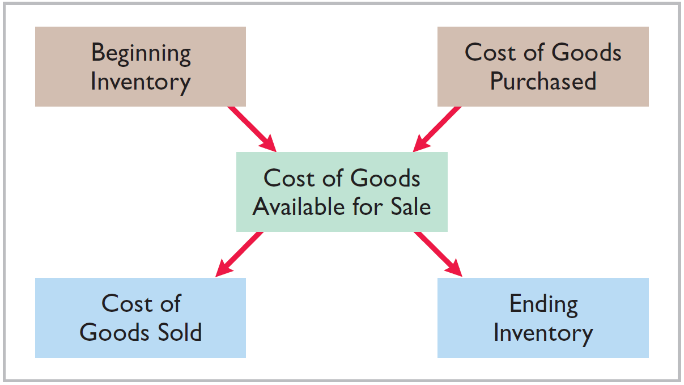 Beginning
Inventory
Cost of Goods
Purchased
Cost of Goods
Available for Sale
Cost of
Goods Sold
Ending
Inventory